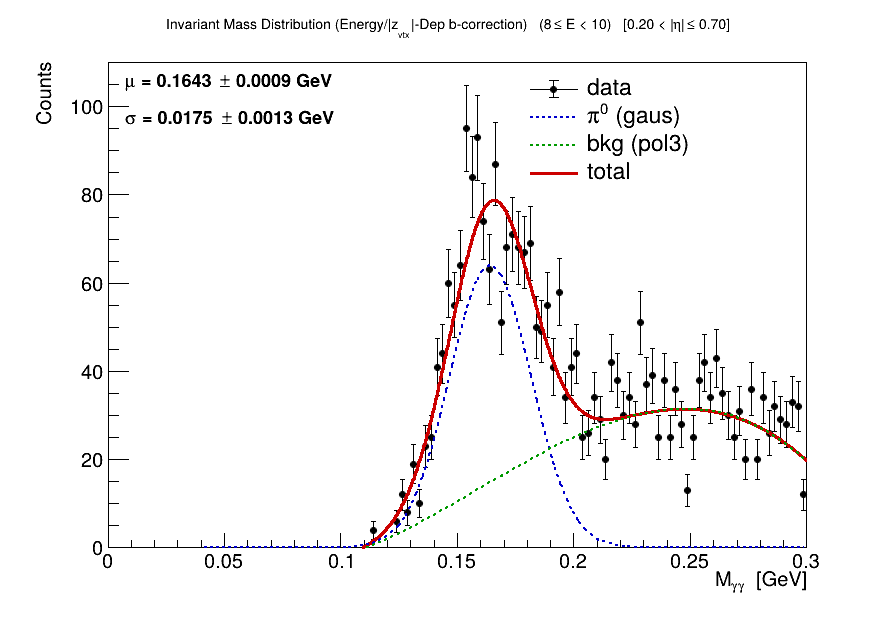 Invariant Mass Distribution (Energy/|z_vtx|-Dep b-correction) (8 ≤ E < 10) [0.20 < |η| ≤ 0.70]
Counts
μ = 0.1643 ± 0.0009 GeV
σ = 0.0175 ± 0.0013 GeV
data
π⁰ (gaus)
bkg (pol3)
total
100
80
60
40
20
0
0 0.05 0.1 0.15 0.2 0.25 0.3
M_γγ [GeV]